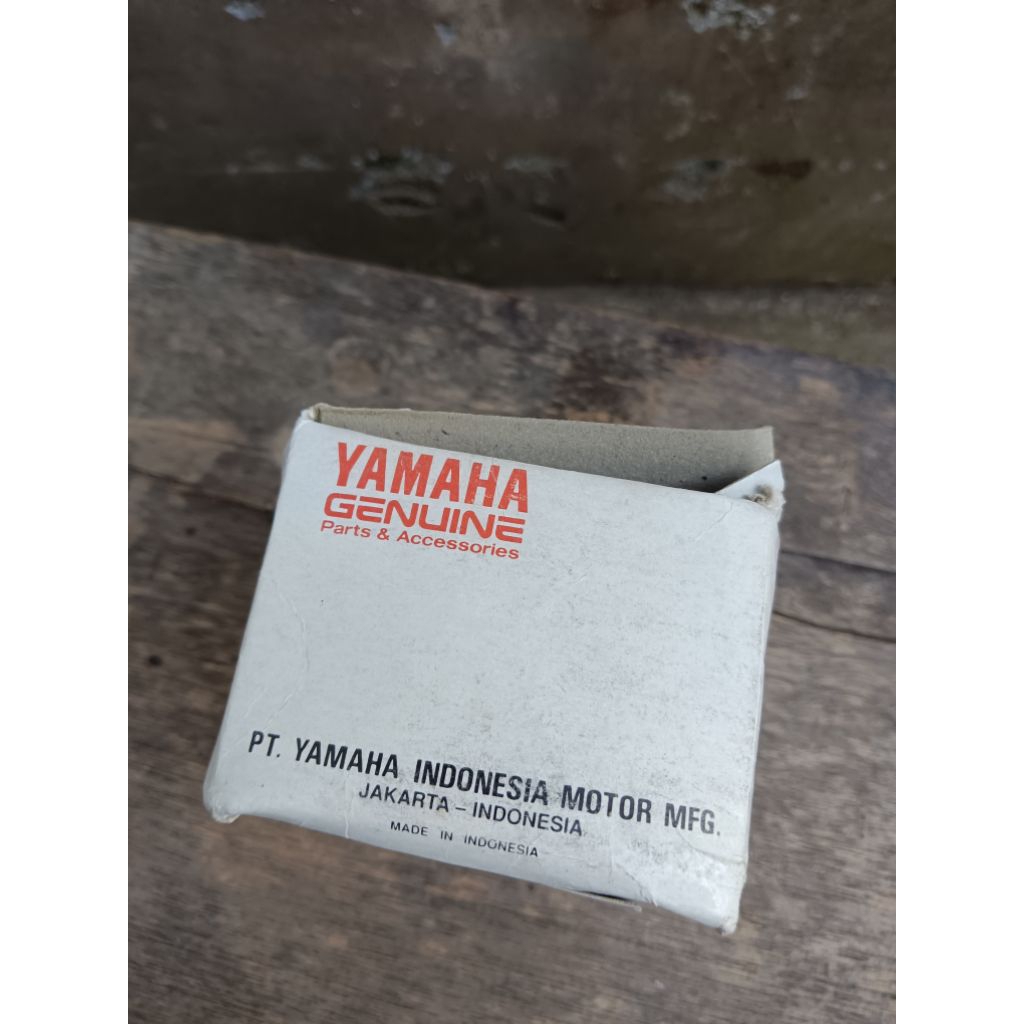 YAMAHA
GENUINE
Parts & Accessories
PT. YAMAHA INDONESIA MOTOR MFG.
JAKARTA – INDONESIA
MADE IN INDONESIA